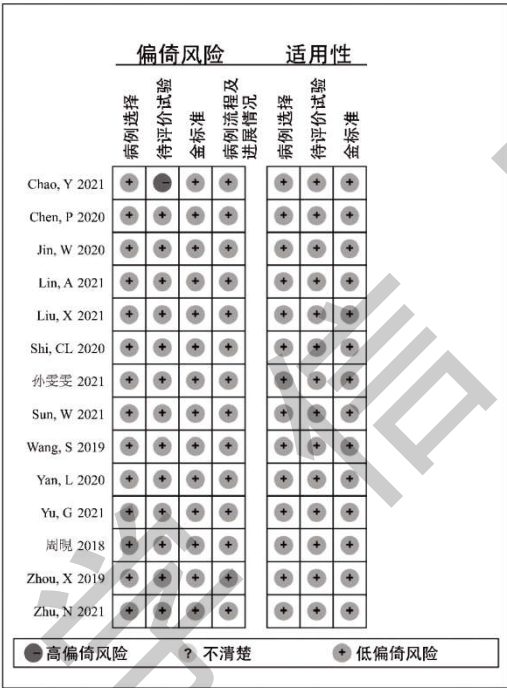 偏倚风险 适用性
病例选择 待评价试验 金标准 病例流程及进展情况 病例选择 待评价试验 金标准
Chao, Y 2021 + - + + + + +
Chen, P 2020 + + + + + + +
Jin, W 2020 + + + + + + +
Lin, A 2021 + + + + + + +
Liu, X 2021 + + + + + + +
Shi, CL 2020 + + + + + + +
孙雯雯 2021 + + + + + + +
Sun, W 2021 + + + + + + +
Wang, S 2019 + + + + + + +
Yan, L 2020 + + + + + + +
Yu, G 2021 + + + + + + +
周晛 2018 + + + + + + +
Zhou, X 2019 + + + + + + +
Zhu, N 2021 + + + + + + +
- 高偏倚风险 ? 不清楚 + 低偏倚风险